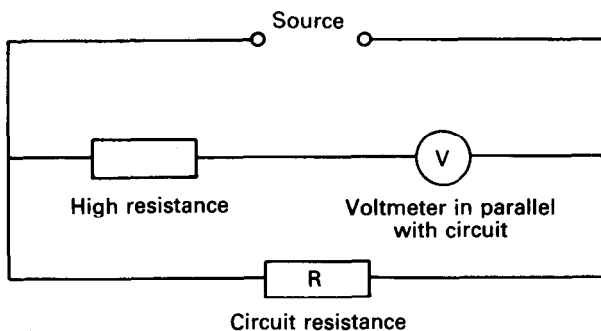 Source
V
High resistance
Voltmeter in parallel
with circuit
R
Circuit resistance